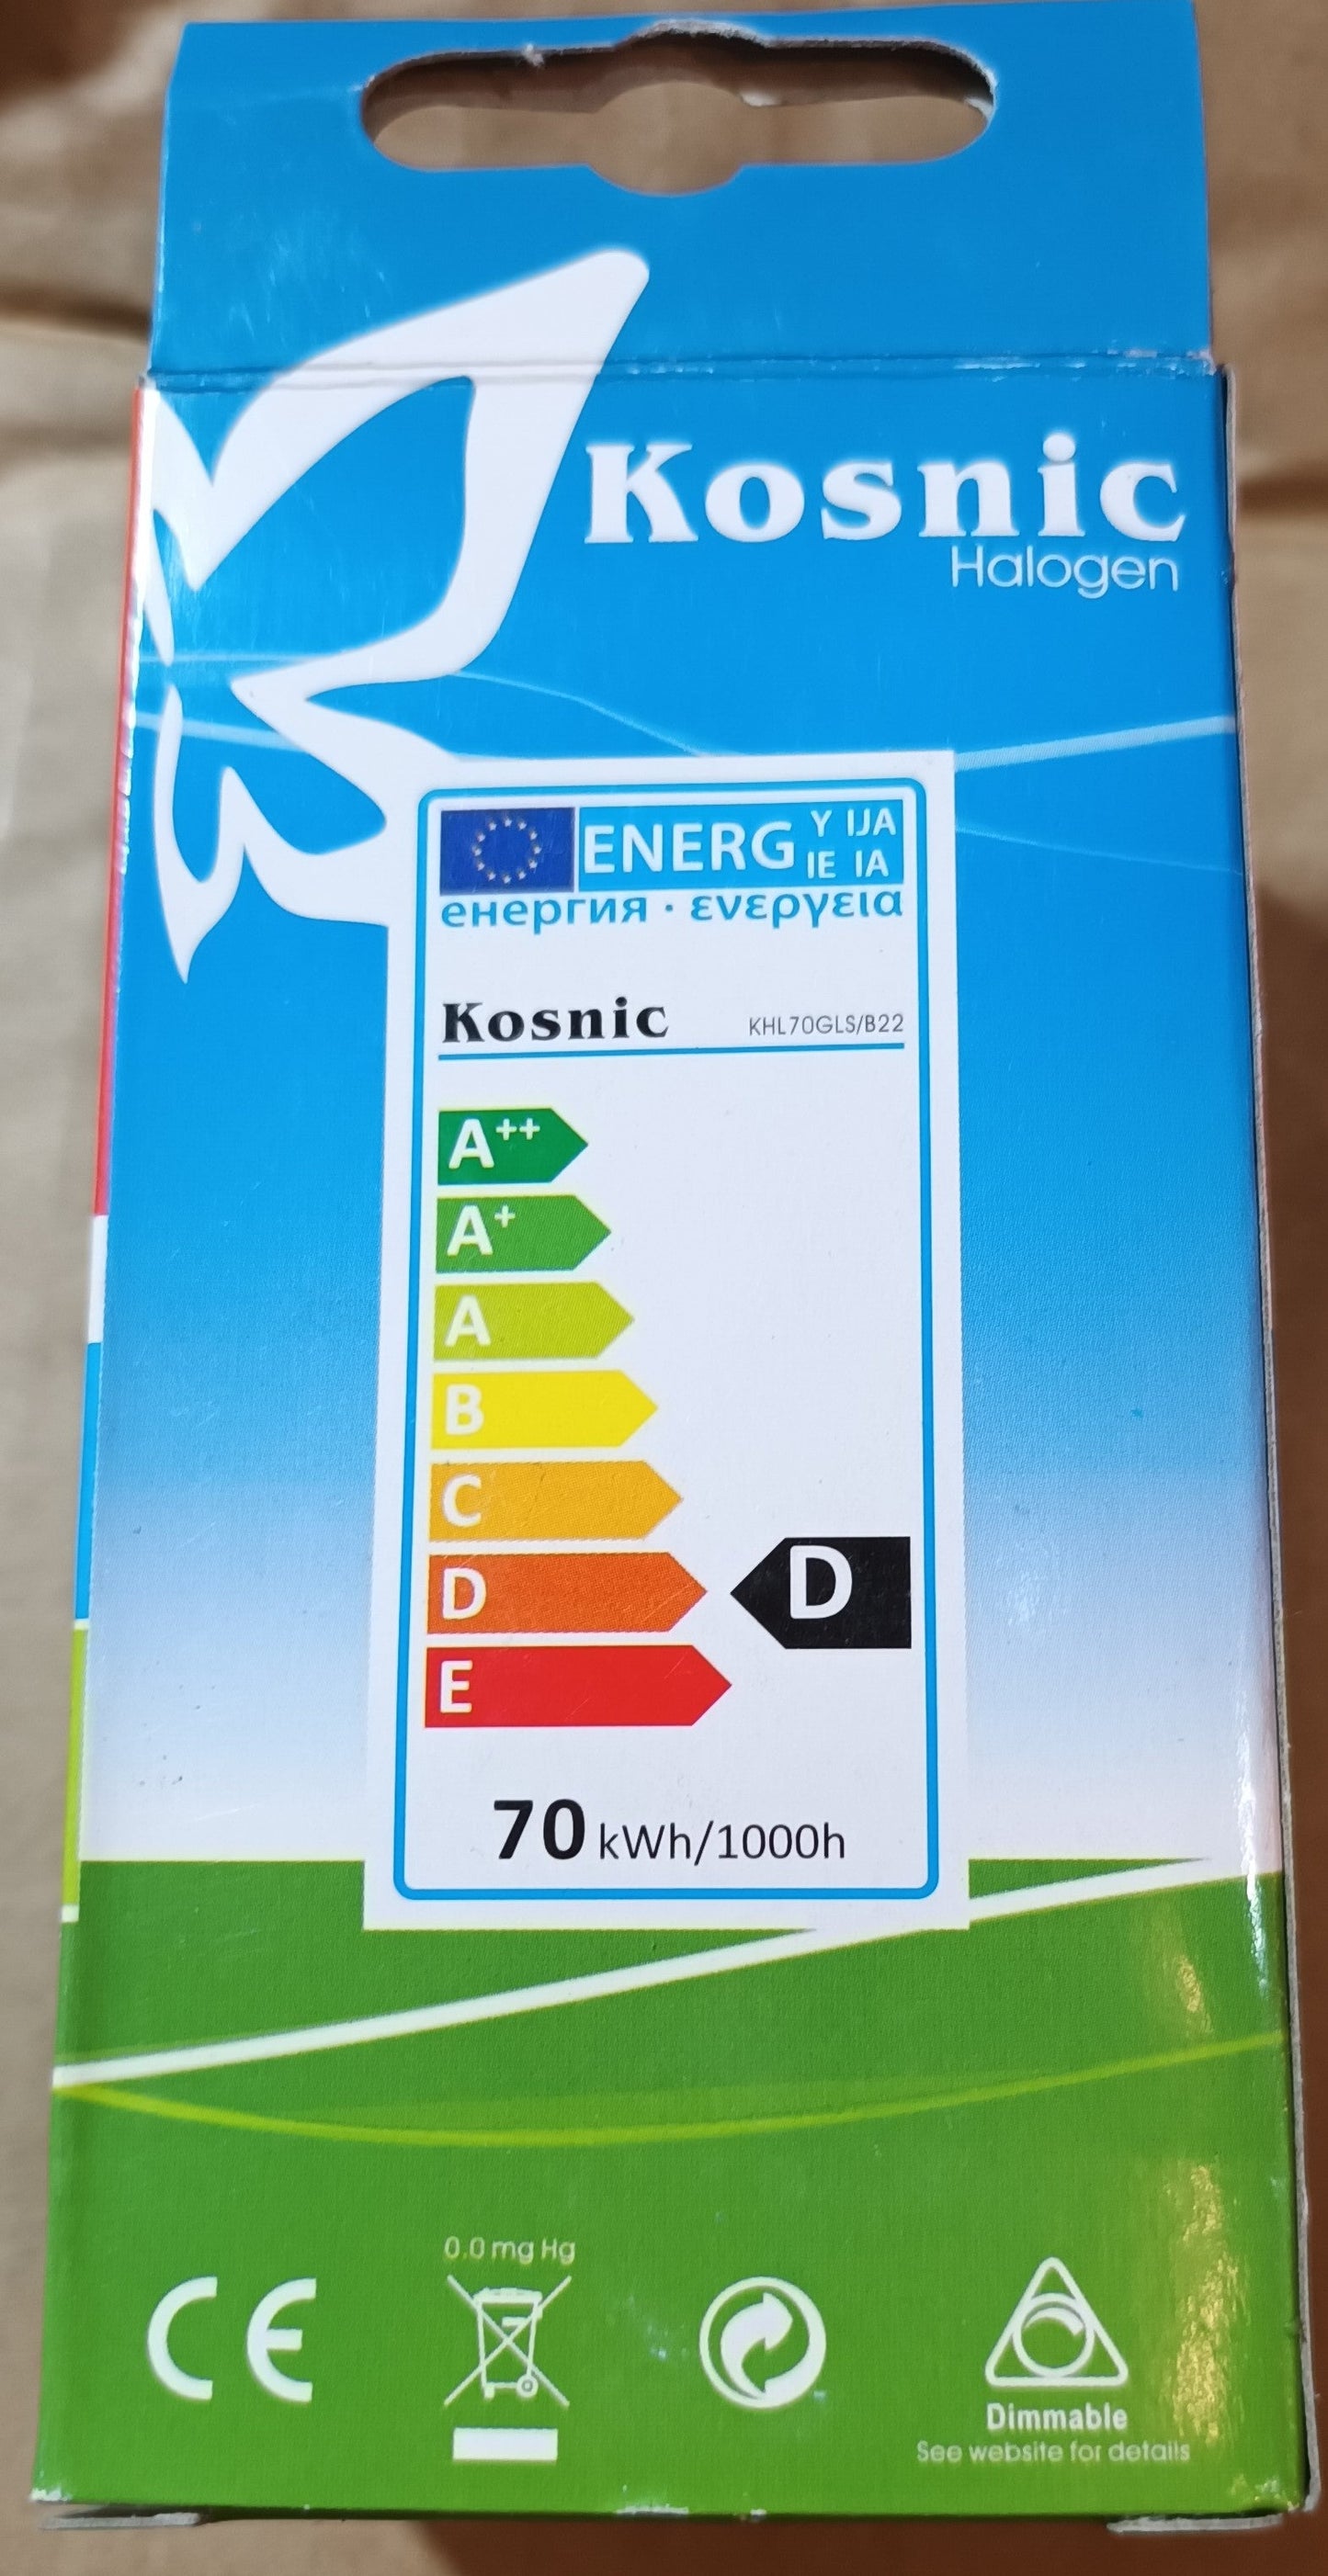 Kosnic
Halogen
ENERG Y IJA
IE IA
енергия · ενεργεια
Kosnic KHL70GLS/B22
A++
A+
A
B
C
D D
E
70 kWh/1000h
0.0 mg Hg
CE
Dimmable
See website for details